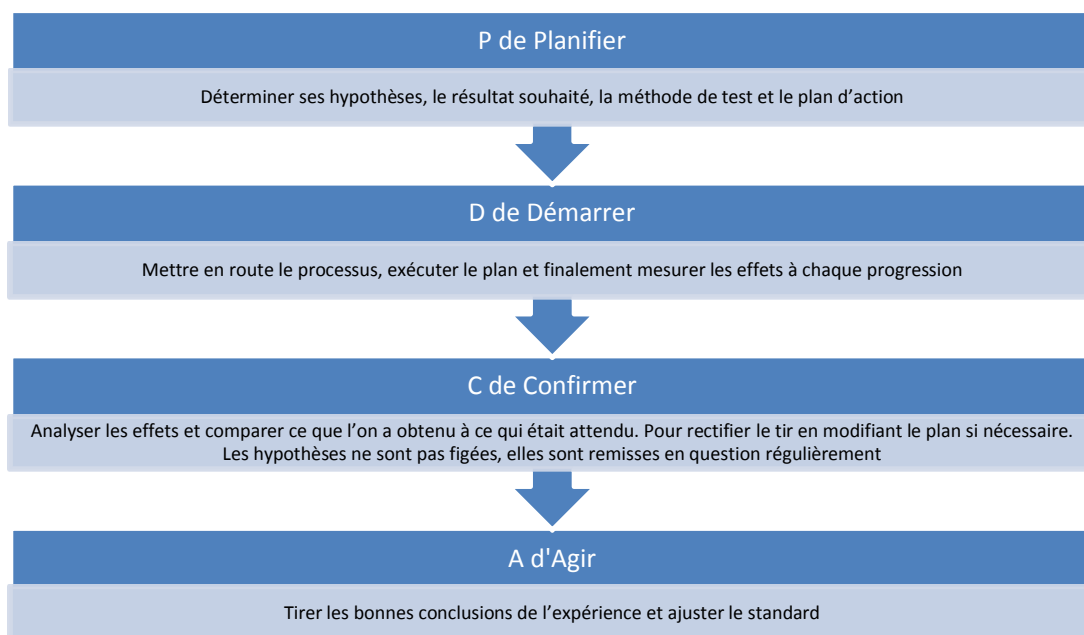 P de Planifier
Déterminer ses hypothèses, le résultat souhaité, la méthode de test et le plan d’action
D de Démarrer
Mettre en route le processus, exécuter le plan et finalement mesurer les effets à chaque progression
C de Confirmer
Analyser les effets et comparer ce que l’on a obtenu à ce qui était attendu. Pour rectifier le tir en modifiant le plan si nécessaire.
Les hypothèses ne sont pas figées, elles sont remises en question régulièrement
A d'Agir
Tirer les bonnes conclusions de l’expérience et ajuster le standard